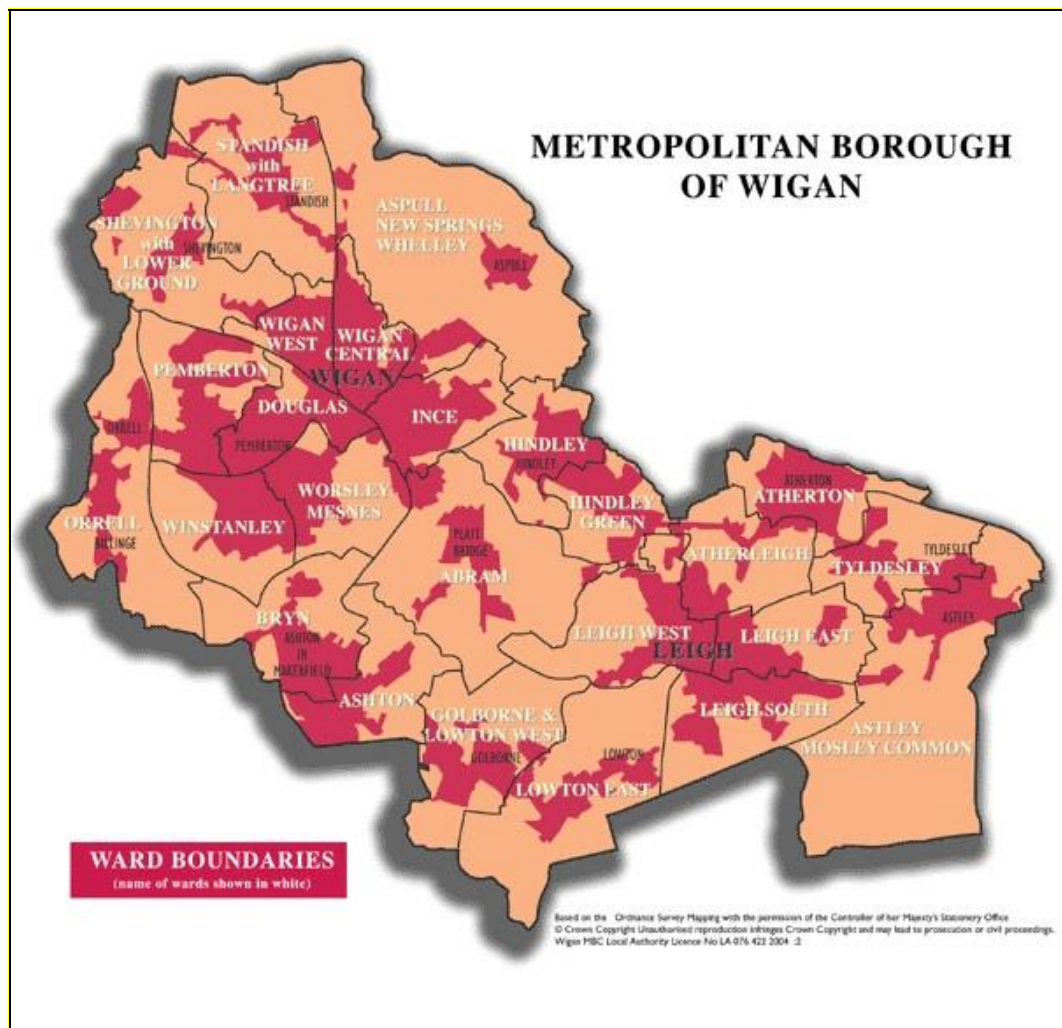 METROPOLITAN BOROUGH
OF WIGAN
STANDISH
with
LANGTREE
STANDISH
ASPULL
NEW SPRINGS
WHELLEY
ASPULL
SHEVINGTON
with
LOWER
GROUND
SHEVINGTON
WIGAN
WEST
WIGAN
CENTRAL
WIGAN
PEMBERTON
DOUGLAS
PEMBERTON
INCE
ORRELL
HINDLEY
HINDLEY
ATHERTON
ATHERTON
WORSLEY
MESNES
HINDLEY
GREEN
ORRELL
BILLINGE
WINSTANLEY
PLATT
BRIDGE
ABRAM
ATHERLEIGH
TYLDESLEY
TYLDESLEY
ASTLEY
BRYN
ASHTON
IN
MAKERFIELD
LEIGH WEST
LEIGH
LEIGH EAST
ASHTON
GOLBORNE &
LOWTON WEST
GOLBORNE
LEIGH SOUTH
ASTLEY
MOSLEY COMMON
LOWTON
LOWTON EAST
WARD BOUNDARIES
(name of wards shown in white)
Based on the Ordnance Survey Mapping with the permission of the Controller of her Majesty's Stationery Office
© Crown Copyright Unauthorised reproduction infringes Crown Copyright and may lead to prosecution or civil proceedings.
Wigan MBC Local Authority Licence No LA 076 423 2004 :2